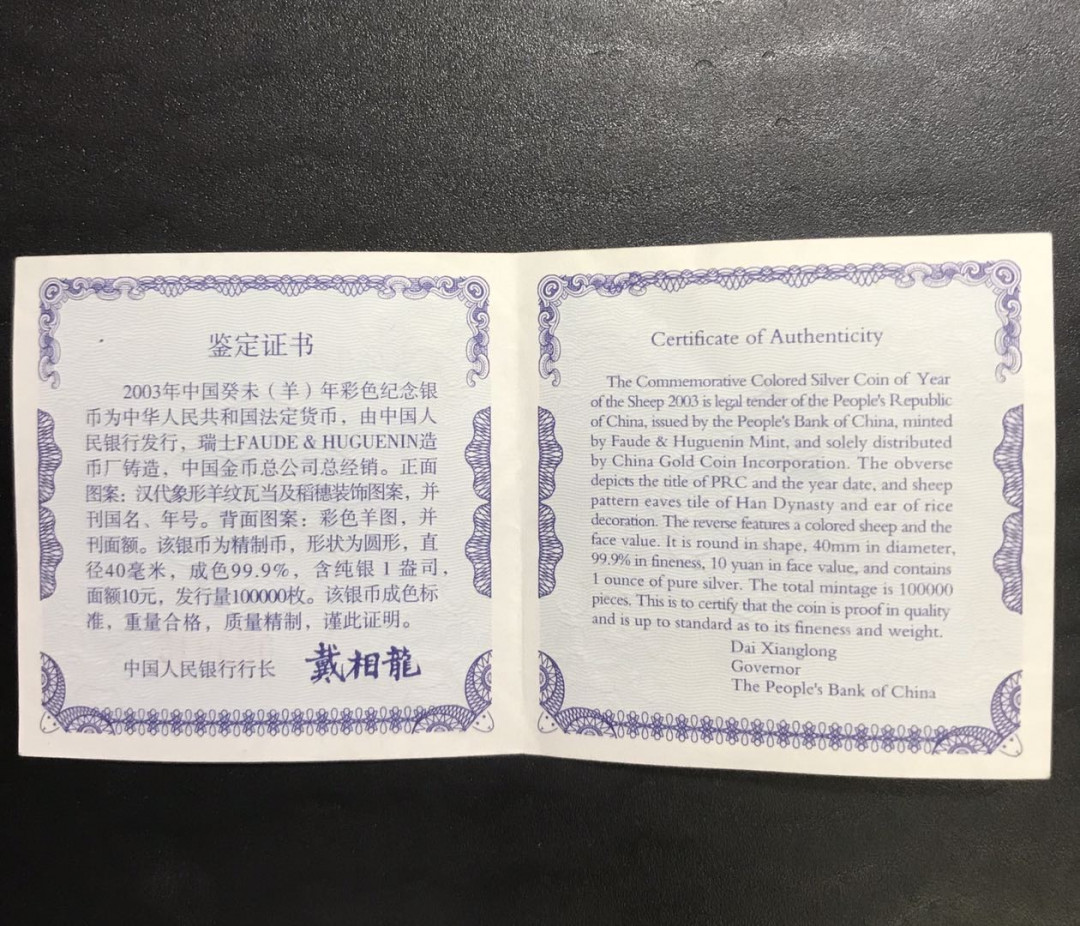 鉴定证书
2003年中国癸未（羊）年彩色纪念银
币为中华人民共和国法定货币，由中国人
民银行发行，瑞士FAUDE & HUGUENIN造
币厂铸造，中国金币总公司总经销。正面
图案：汉代象形羊纹瓦当及稻穗装饰图案，并
刊国名、年号。背面图案：彩色羊图，并
刊面额。该银币为精制币，形状为圆形，直
径40毫米，成色99.9%，含纯银1盎司，
面额10元，发行量100000枚。该银币成色标
准，重量合格，质量精制，谨此证明。
中国人民银行行长 戴相龍
Certificate of Authenticity
The Commemorative Colored Silver Coin of Year
of the Sheep 2003 is legal tender of the People's Republic
of China, issued by the People's Bank of China, minted
by Faude & Huguenin Mint, and solely distributed
by China Gold Coin Incorporation. The obverse
depicts the title of PRC and the year date, and sheep
pattern eaves tile of Han Dynasty and ear of rice
decoration. The reverse features a colored sheep and the
face value. It is round in shape, 40mm in diameter,
99.9% in fineness, 10 yuan in face value, and contains
1 ounce of pure silver. The total mintage is 100000
pieces. This is to certify that the coin is proof in quality
and is up to standard as to its fineness and weight.
Dai Xianglong
Governor
The People's Bank of China